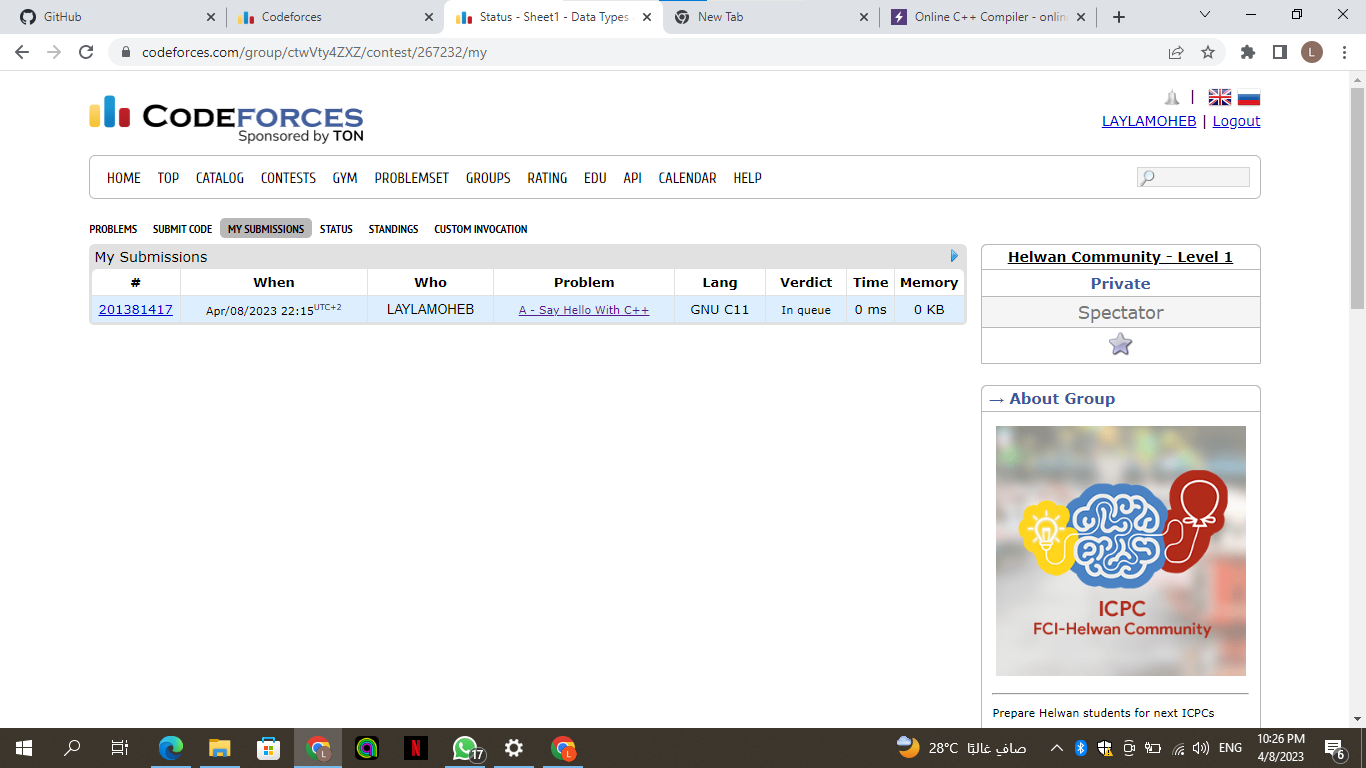 GitHub
Codeforces
Status - Sheet1 - Data Types
New Tab
Online C++ Compiler - onlin
codeforces.com/group/ctwVty4ZXZ/contest/267232/my
L
CODEFORCES
Sponsored by TON
|
LAYLAMOHEB | Logout
HOME TOP CATALOG CONTESTS GYM PROBLEMSET GROUPS RATING EDU API CALENDAR HELP
PROBLEMS SUBMIT CODE MY SUBMISSIONS STATUS STANDINGS CUSTOM INVOCATION
My Submissions
# When Who Problem Lang Verdict Time Memory
201381417 Apr/08/2023 22:15UTC+2 LAYLAMOHEB A - Say Hello With C++ GNU C11 In queue 0 ms 0 KB
Helwan Community - Level 1
Private
Spectator
→ About Group
ICPC
FCI-Helwan Community
Prepare Helwan students for next ICPCs
L
N
17
L
28°C صافٍ غالبًا
ENG
10:26 PM
4/8/2023
6